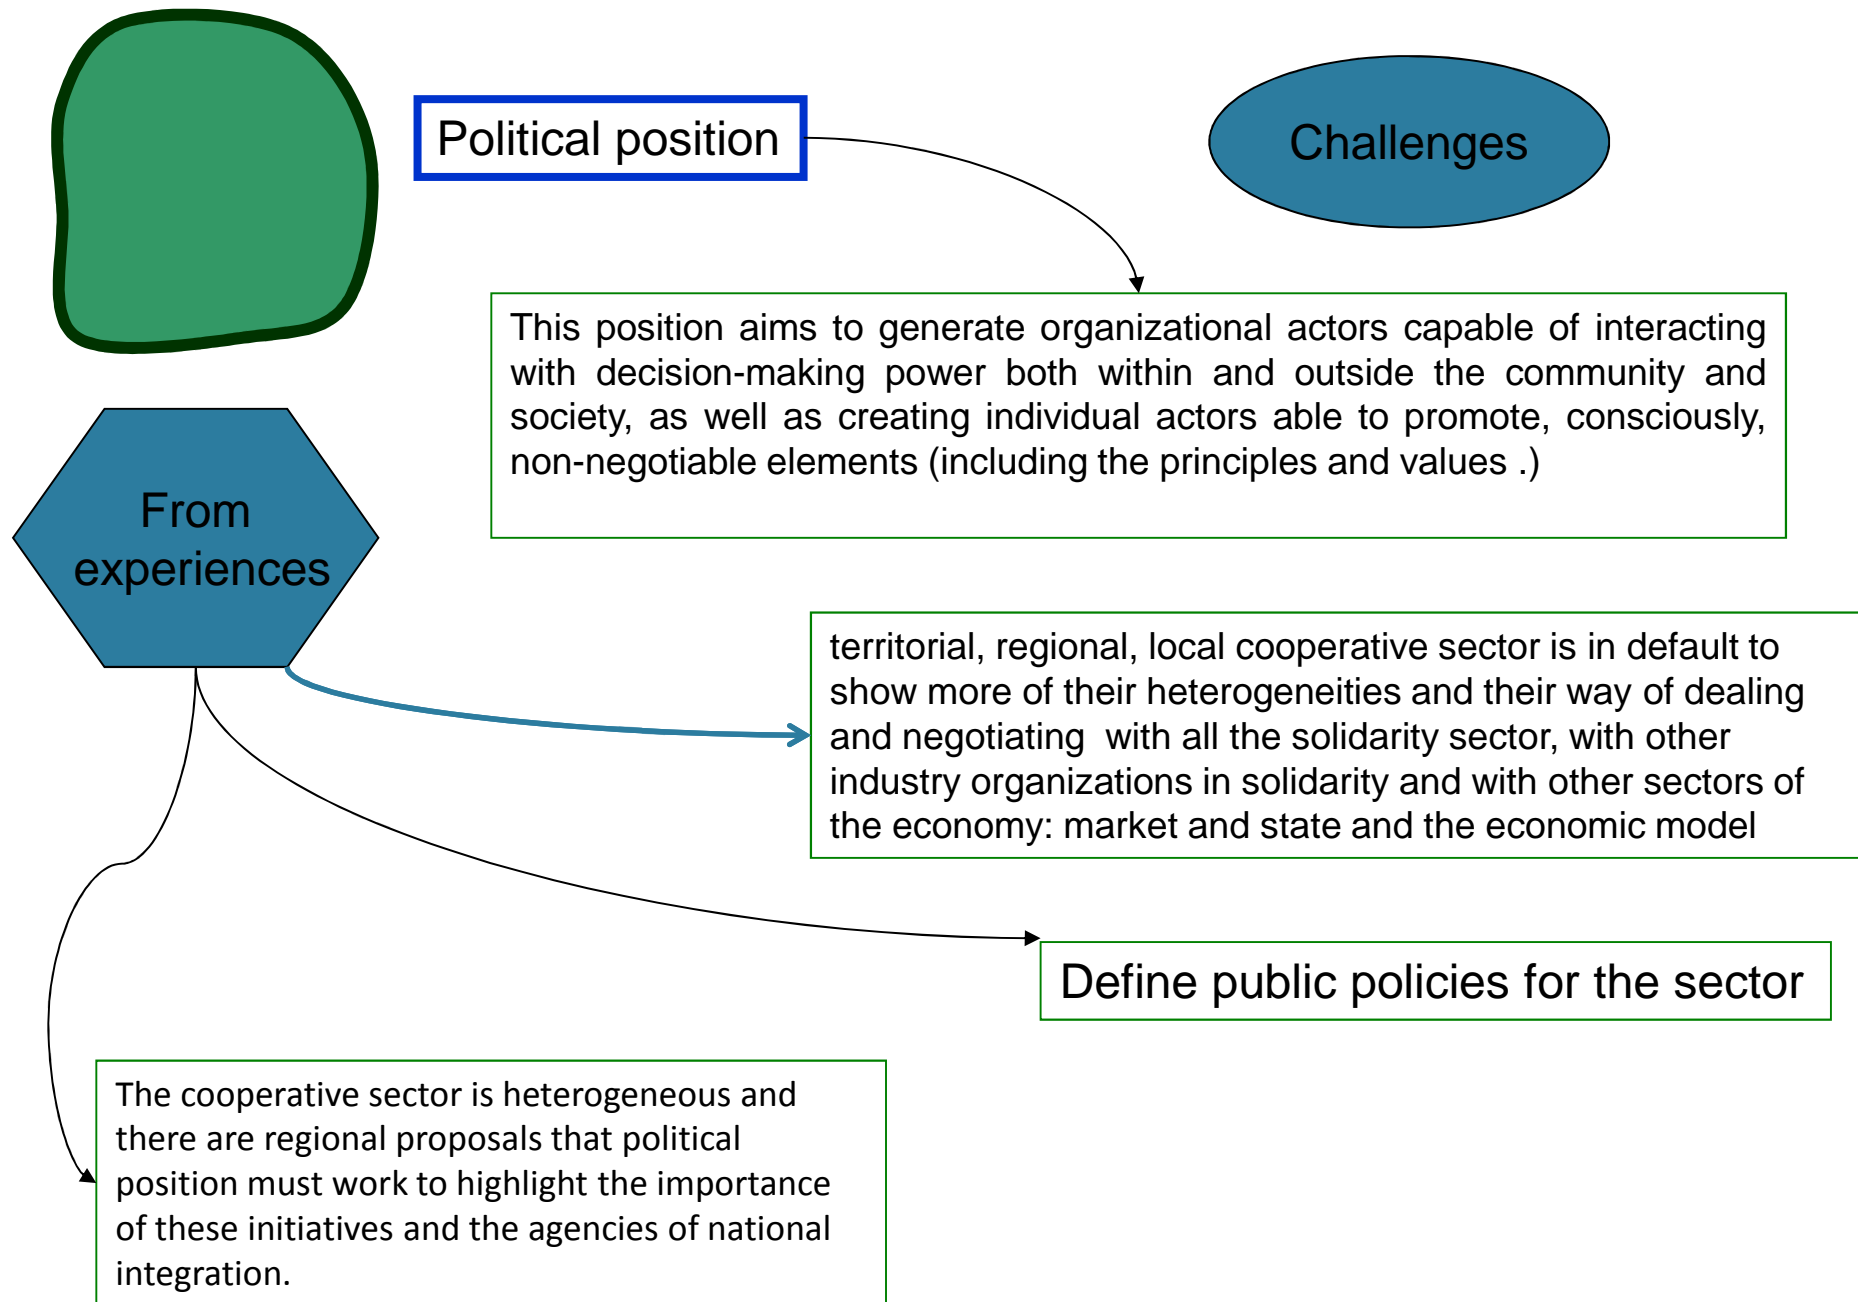 Political position
Challenges
This position aims to generate organizational actors capable of interacting
with decision-making power both within and outside the community and
society, as well as creating individual actors able to promote, consciously,
non-negotiable elements (including the principles and values .)
From
experiences
territorial, regional, local cooperative sector is in default to
show more of their heterogeneities and their way of dealing
and negotiating  with all the solidarity sector, with other
industry organizations in solidarity and with other sectors of
the economy: market and state and the economic model
Define public policies for the sector
The cooperative sector is heterogeneous and
there are regional proposals that political
position must work to highlight the importance
of these initiatives and the agencies of national
integration.